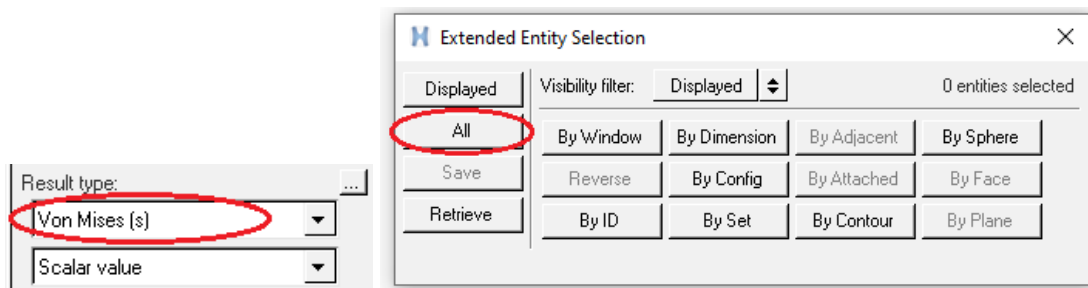 Extended Entity Selection
Displayed Visibility filter: Displayed 0 entities selected
All By Window By Dimension By Adjacent By Sphere
Save Reverse By Config By Attached By Face
Retrieve By ID By Set By Contour By Plane
Result type: ...
Von Mises (s)
Scalar value